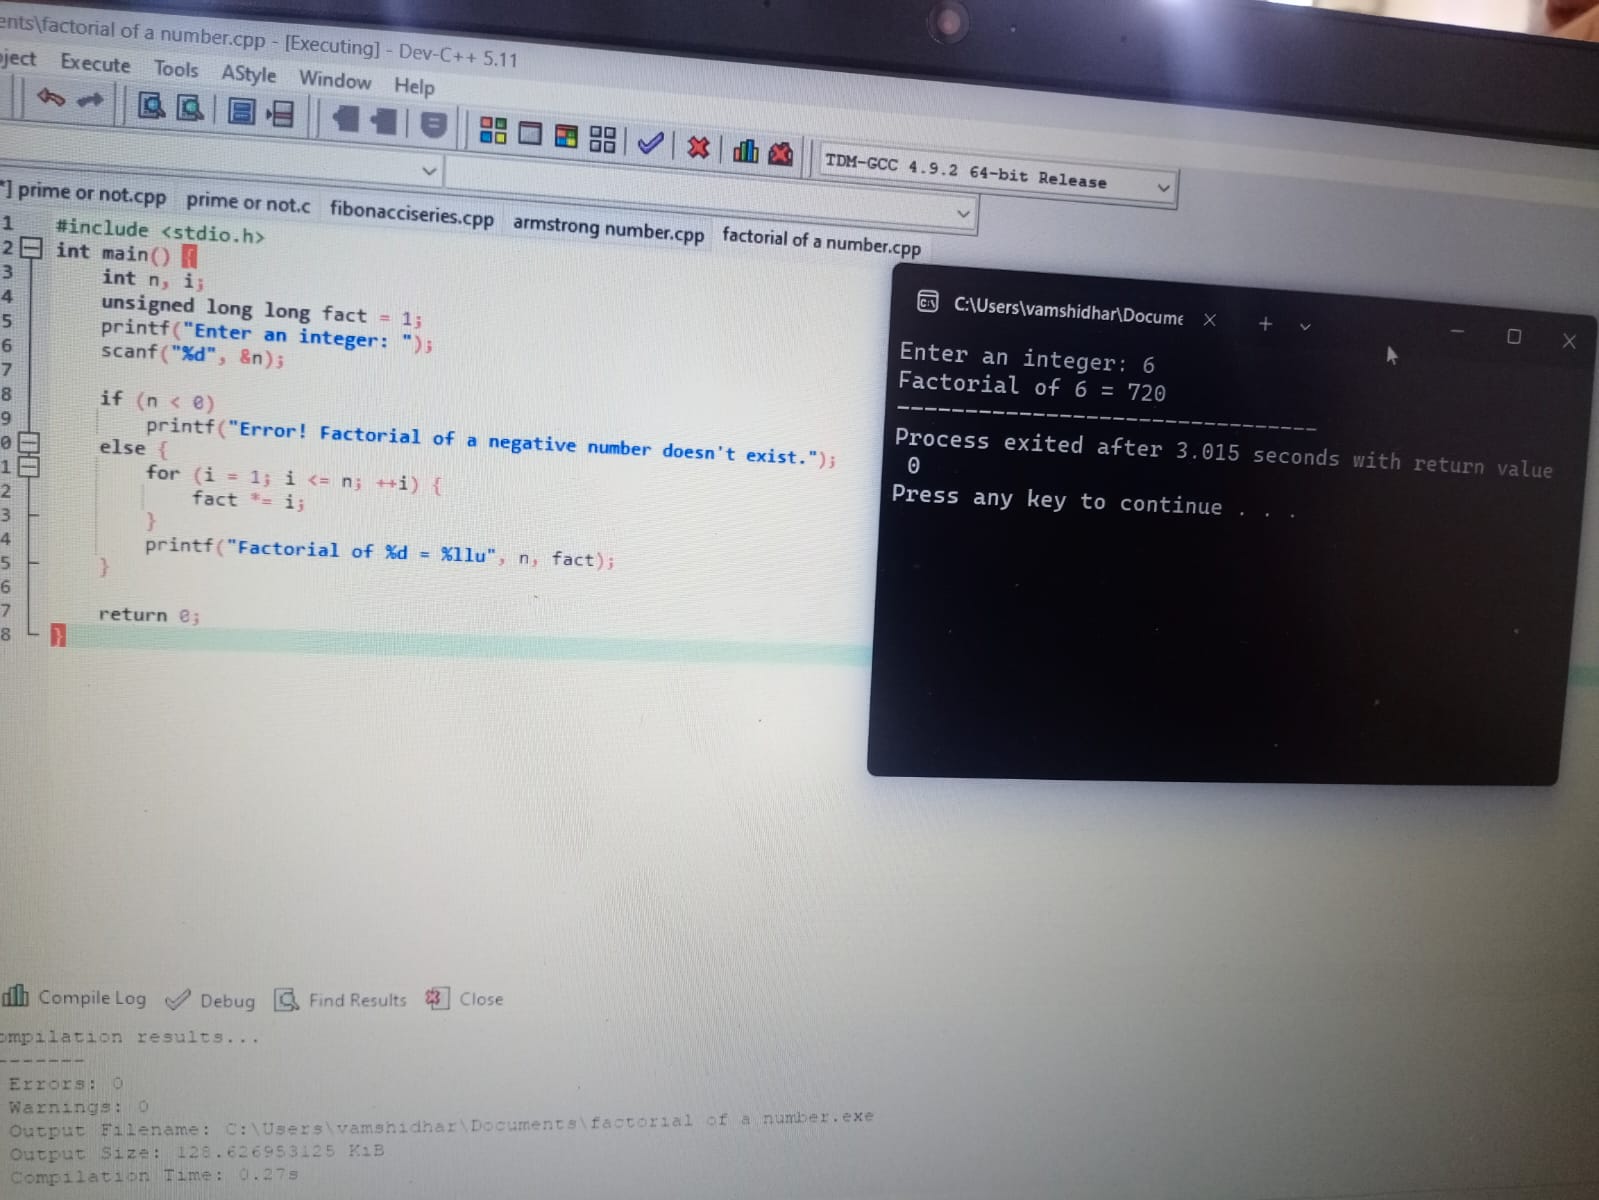 ents\factorial of a number.cpp - [Executing] - Dev-C++ 5.11
ject Execute Tools AStyle Window Help
TDM-GCC 4.9.2 64-bit Release
*] prime or not.cpp prime or not.c fibonacciseries.cpp armstrong number.cpp factorial of a number.cpp
1 #include <stdio.h>
2 int main() {
3 int n, i;
4 unsigned long long fact = 1;
5 printf("Enter an integer: ");
6 scanf("%d", &n);
7
8 if (n < 0)
9 printf("Error! Factorial of a negative number doesn't exist.");
0 else {
1 for (i = 1; i <= n; ++i) {
2 fact *= i;
3 }
4 printf("Factorial of %d = %llu", n, fact);
5 }
6
7 return 0;
8 }
C:\Users\vamshidhar\Docume
Enter an integer: 6
Factorial of 6 = 720
--------------------------------
Process exited after 3.015 seconds with return value
0
Press any key to continue . . .
Compile Log Debug Find Results Close
ompilation results...
-------
Errors: 0
Warnings: 0
Output Filename: C:\Users\vamshidhar\Documents\factorial of a number.exe
Output Size: 128.626953125 KiB
Compilation Time: 0.27s